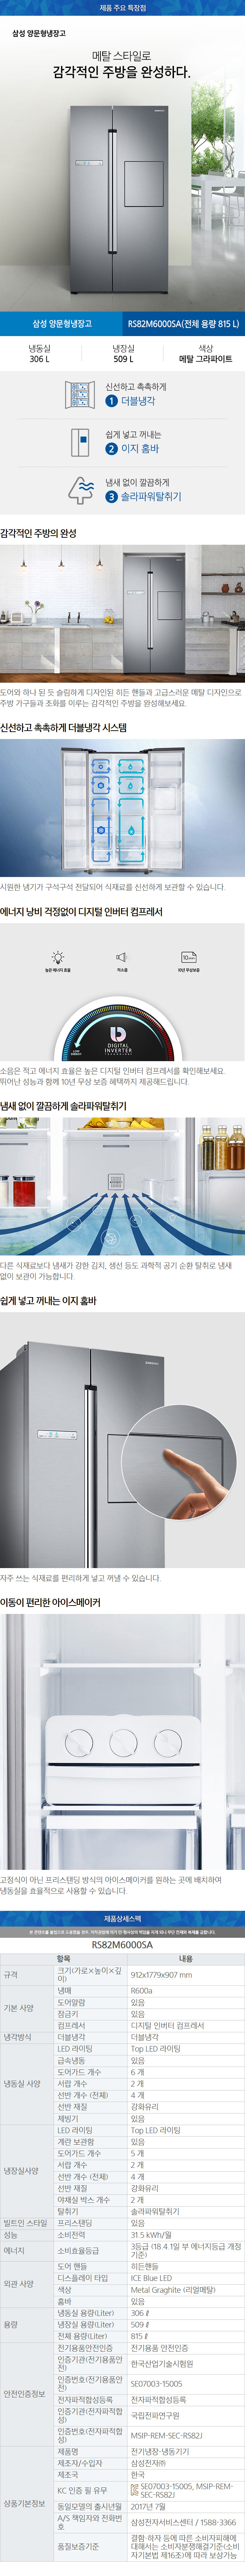 제품 주요 특장점
삼성 양문형냉장고
메탈 스타일로
감각적인 주방을 완성하다.
삼성 양문형냉장고
RS82M6000SA(전체 용량 815 L)
냉동실
306 L
냉장실
509 L
색상
메탈 그라파이트
신선하고 촉촉하게
1 더블냉각
쉽게 넣고 꺼내는
2 이지 홈바
냄새 없이 깔끔하게
3 솔라파워탈취기
감각적인 주방의 완성
도어와 하나 된 듯 슬림하게 디자인된 히든 핸들과 고급스러운 메탈 디자인으로
주방 가구들과 조화를 이루는 감각적인 주방을 완성해보세요.
신선하고 촉촉하게 더블냉각 시스템
시원한 냉기가 구석구석 전달되어 식재료를 신선하게 보관할 수 있습니다.
에너지 낭비 걱정없이 디지털 인버터 컴프레서
높은 에너지 효율
저소음
10년 무상보증
DIGITAL
INVERTER
소음은 적고 에너지 효율은 높은 디지털 인버터 컴프레서를 확인해보세요.
뛰어난 성능과 함께 10년 무상 보증 혜택까지 제공해드립니다.
냄새 없이 깔끔하게 솔라파워탈취기
다른 식재료보다 냄새가 강한 김치, 생선 등도 과학적 공기 순환 탈취로 냄새
없이 보관이 가능합니다.
쉽게 넣고 꺼내는 이지 홈바
SAMSUNG
자주 쓰는 식재료를 편리하게 넣고 꺼낼 수 있습니다.
이동이 편리한 아이스메이커
고정식이 아닌 프리스탠딩 방식의 아이스메이커를 원하는 곳에 배치하여
냉동실을 효율적으로 사용할 수 있습니다.
제품상세스펙
RS82M6000SA
항목 내용
규격 크기(가로×높이×깊이) 912x1779x907 mm
기본 사양 냉매 R600a
도어알람 있음
잠금키 있음
컴프레서 디지털 인버터 컴프레서
냉각방식 더블냉각 더블냉각
냉동실 사양 LED 라이팅 Top LED 라이팅
급속냉동 있음
도어가드 개수 6 개
서랍 개수 2 개
선반 개수 (전체) 4 개
선반 재질 강화유리
제빙기 있음
냉장실사양 LED 라이팅 Top LED 라이팅
계란 보관함 있음
도어가드 개수 5 개
서랍 개수 2 개
선반 개수 (전체) 4 개
선반 재질 강화유리
야채실 박스 개수 2 개
탈취기 솔라파워탈취기
빌트인 스타일 프리스탠딩 있음
성능 소비전력 31.5 kWh/월
에너지 소비효율등급 3등급 (18.4.1일 부 에너지등급 개정 기준)
외관 사양 도어 핸들 히든핸들
디스플레이 타입 ICE Blue LED
색상 Metal Graghite (리얼메탈)
홈바 있음
용량 냉동실 용량(Liter) 306 ℓ
냉장실 용량(Liter) 509 ℓ
전체 용량(Liter) 815 ℓ
안전인증정보 전기용품안전인증 전기용품 안전인증
인증기관(전기용품안전) 한국산업기술시험원
인증번호(전기용품안전) SE07003-15005
전자파적합성등록 전자파적합성등록
인증기관(전자파적합성) 국립전파연구원
인증번호(전자파적합성) MSIP-REM-SEC-RS82J
상품기본정보 제품명 전기냉장·냉동기기
제조자/수입자 삼성전자㈜
제조국 한국
KC 인증 필 유무 SE07003-15005, MSIP-REM-SEC-RS82J
동일모델의 출시년월 2017년 7월
A/S 책임자와 전화번호 삼성전자서비스센터 / 1588-3366
품질보증기준 결함·하자 등에 따른 소비자피해에 대해서는 소비자분쟁해결기준(소비자기본법 제16조)에 따라 보상가능